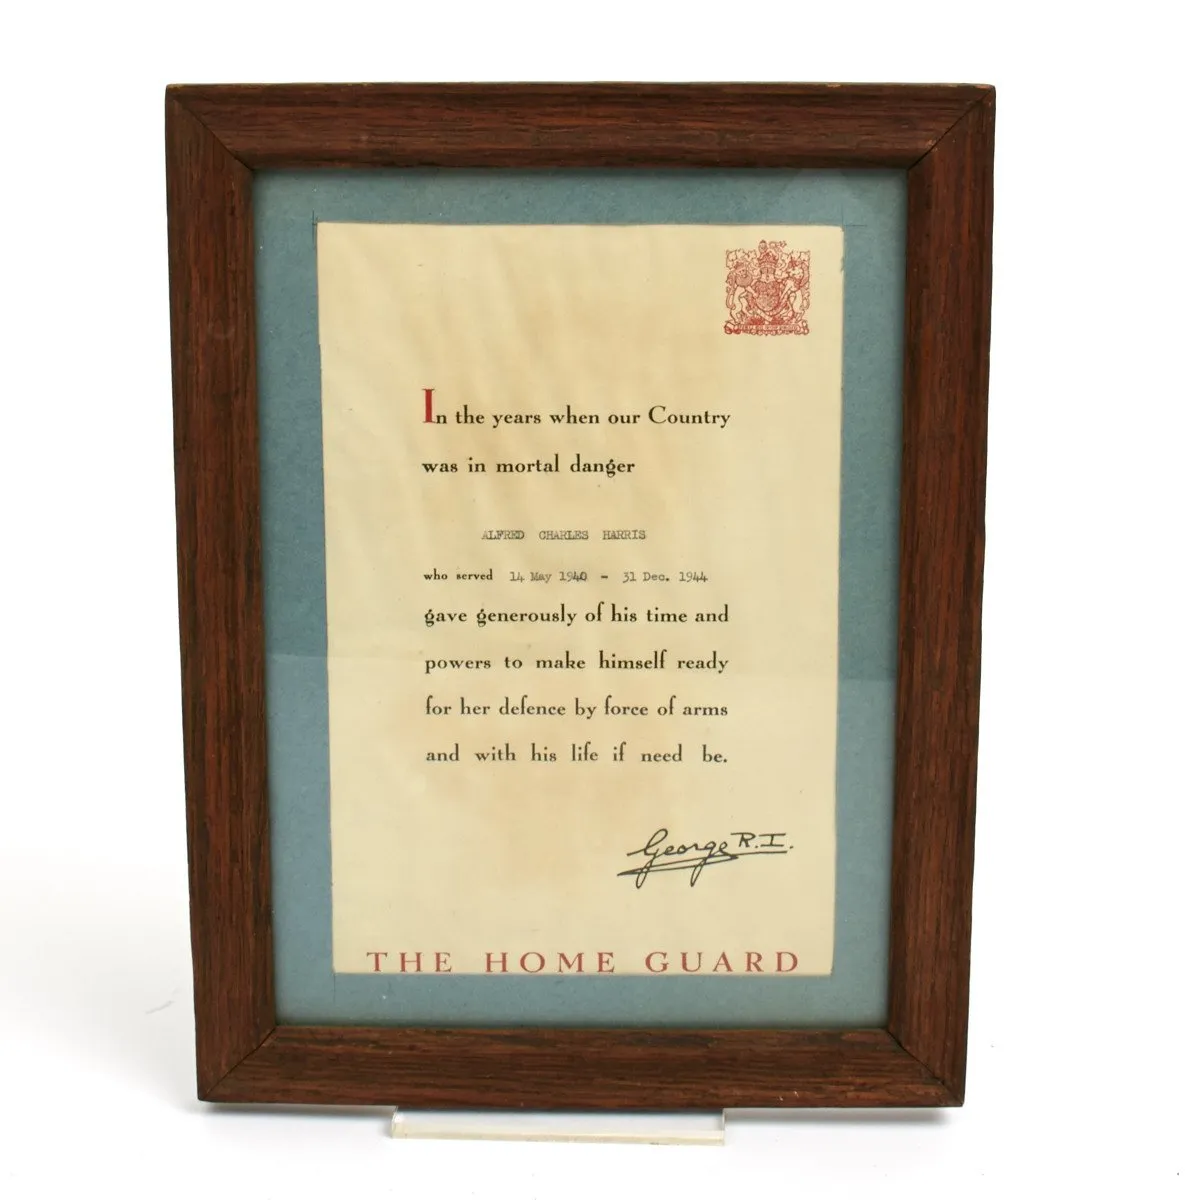 In the years when our Country
was in mortal danger
ALFRED CHARLES HARRIS
who served 14 May 1940 - 31 Dec. 1944
gave generously of his time and
powers to make himself ready
for her defence by force of arms
and with his life if need be.
George R.I.
THE HOME GUARD